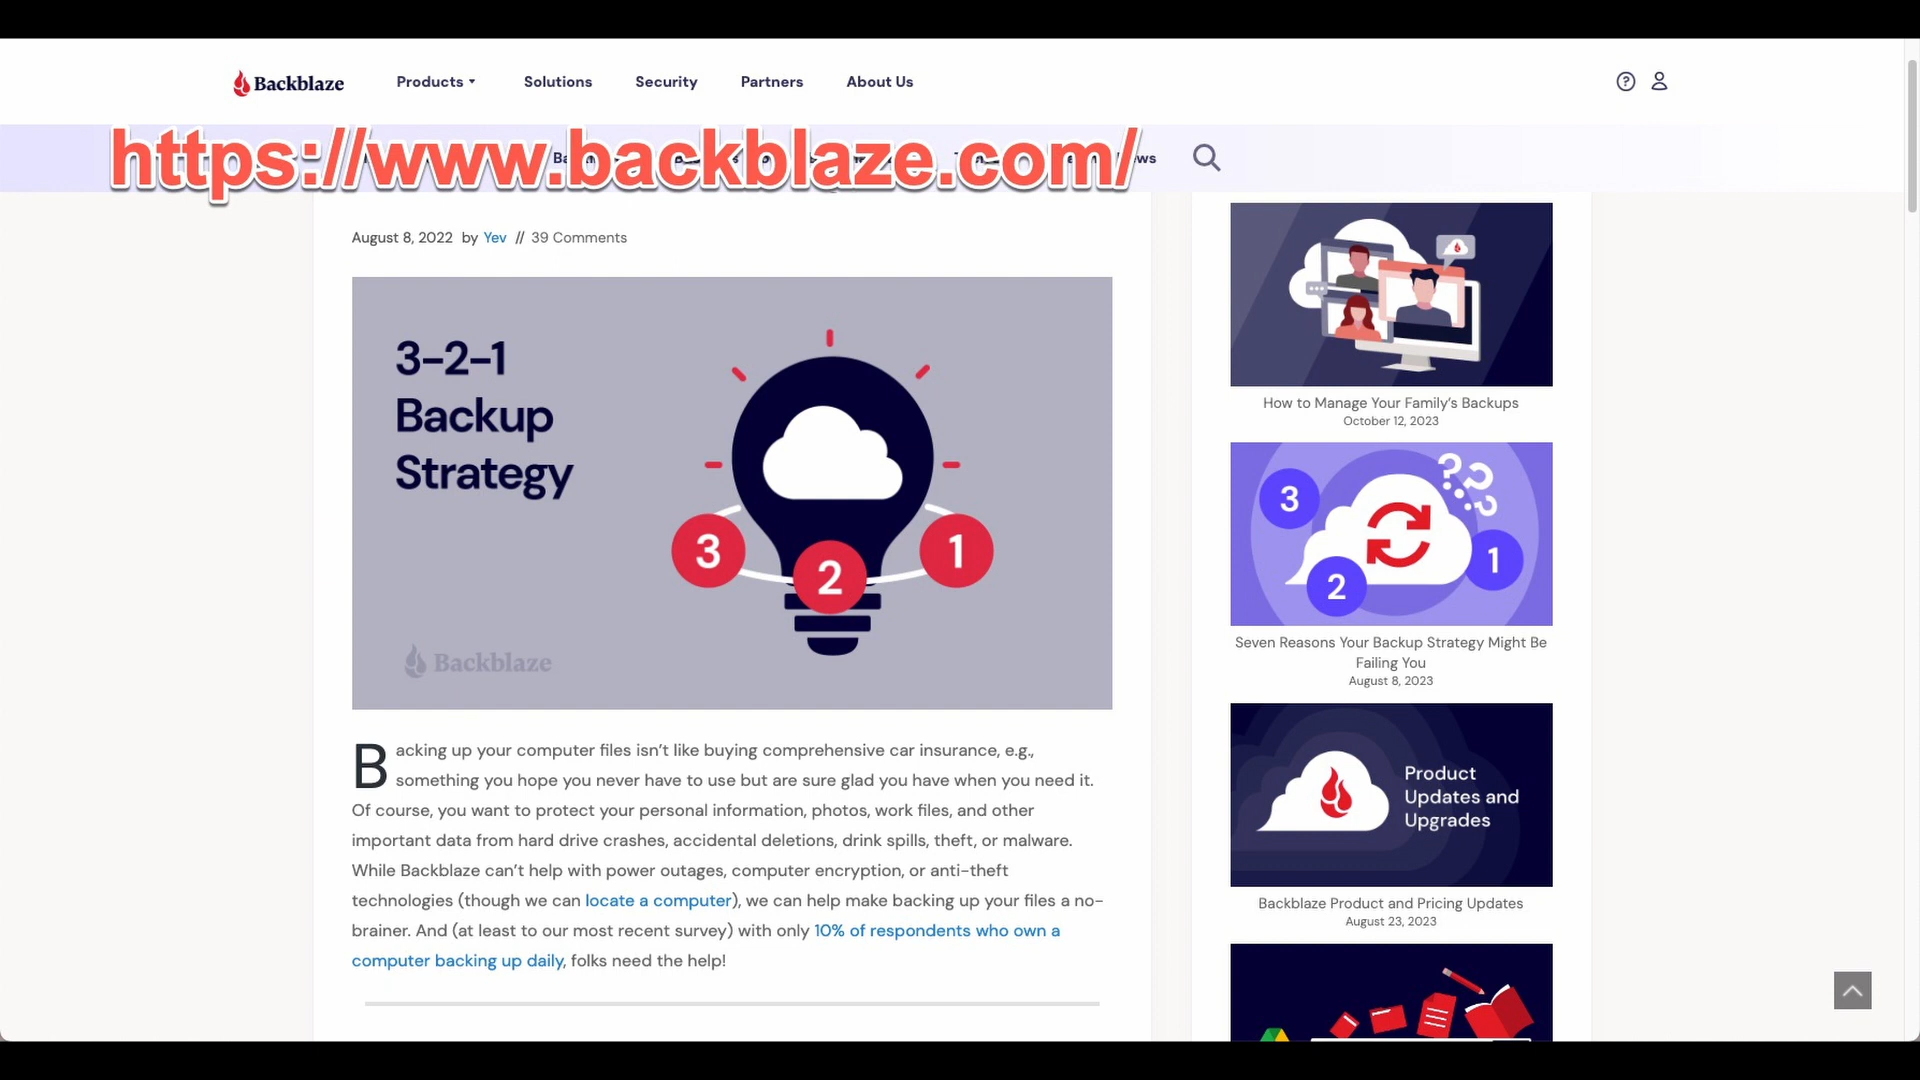 Backblaze
Products
Solutions
Security
Partners
About Us
https://www.backblaze.com/
August 8, 2022 by Yev // 39 Comments
3-2-1
Backup
Strategy
3
2
1
Backblaze
Backing up your computer files isn’t like buying comprehensive car insurance, e.g.,
something you hope you never have to use but are sure glad you have when you need it.
Of course, you want to protect your personal information, photos, work files, and other
important data from hard drive crashes, accidental deletions, drink spills, theft, or malware.
While Backblaze can’t help with power outages, computer encryption, or anti-theft
technologies (though we can locate a computer), we can help make backing up your files a no-
brainer. And (at least to our most recent survey) with only 10% of respondents who own a
computer backing up daily, folks need the help!
How to Manage Your Family’s Backups
October 12, 2023
3
???
2
1
Seven Reasons Your Backup Strategy Might Be
Failing You
August 8, 2023
Product
Updates and
Upgrades
Backblaze Product and Pricing Updates
August 23, 2023